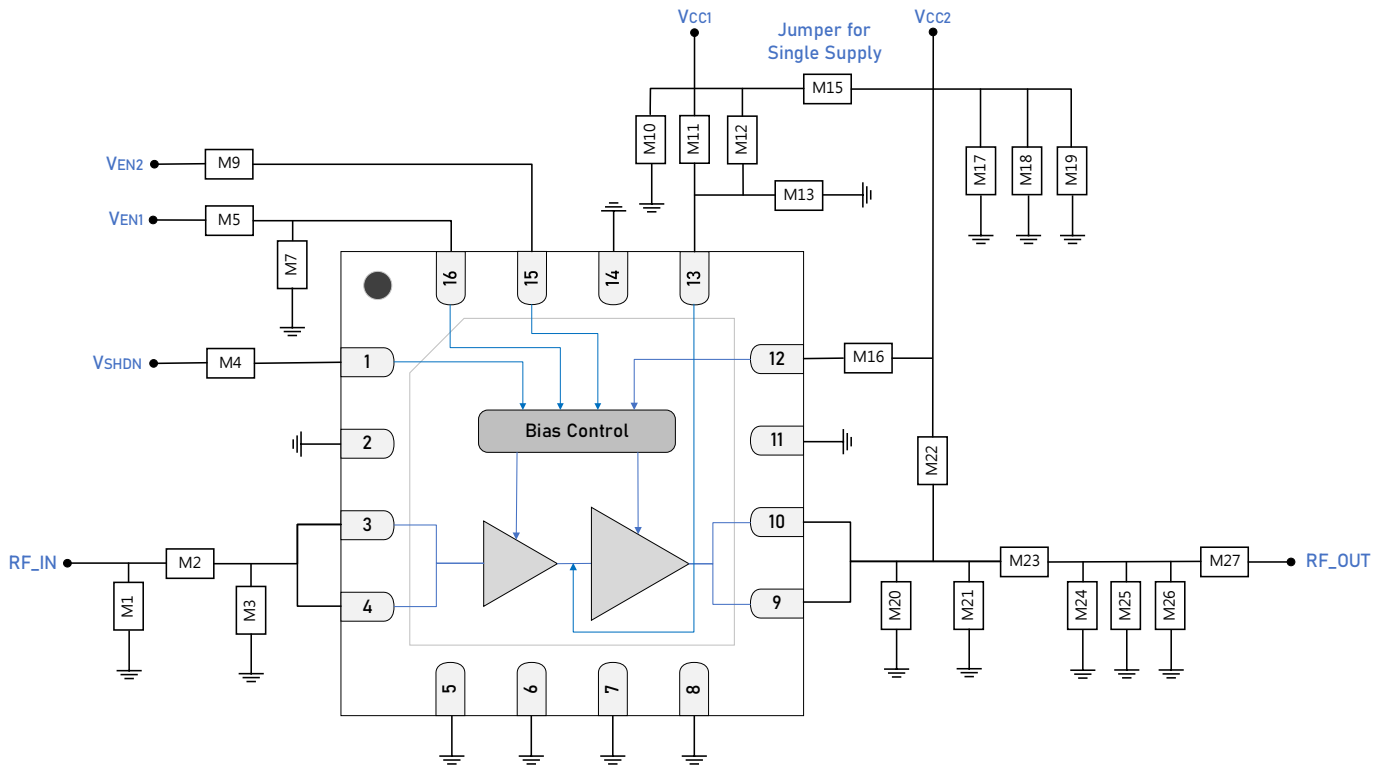 VCC1
VCC2
Jumper for
Single Supply
M15
M10
M11
M12
M17
M18
M19
VEN2
M9
M13
VEN1
M5
M7
16
15
14
13
VSHDN
M4
1
12
M16
Bias Control
2
11
M22
3
10
RF_IN
M2
M23
M27
RF_OUT
M1
M3
4
9
M20
M21
M24
M25
M26
5
6
7
8